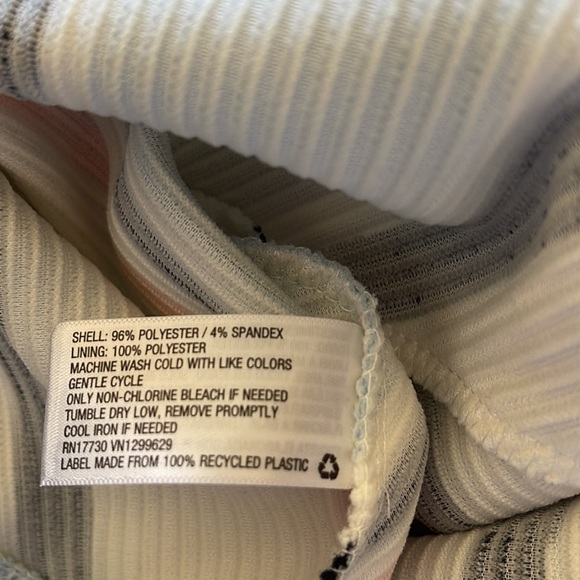 SHELL: 96% POLYESTER / 4% SPANDEX
LINING: 100% POLYESTER
MACHINE WASH COLD WITH LIKE COLORS
GENTLE CYCLE
ONLY NON-CHLORINE BLEACH IF NEEDED
TUMBLE DRY LOW, REMOVE PROMPTLY
COOL IRON IF NEEDED
RN17730 VN1299629
LABEL MADE FROM 100% RECYCLED PLASTIC